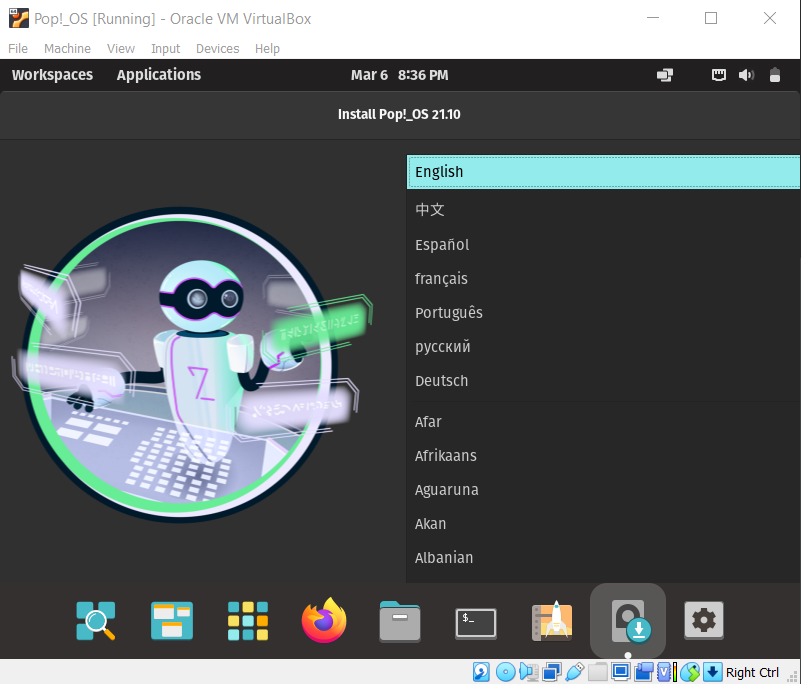 Pop!_OS [Running] - Oracle VM VirtualBox
File Machine View Input Devices Help
Workspaces Applications Mar 6 8:36 PM
Install Pop!_OS 21.10
English
中文
Español
français
Português
русский
Deutsch
Afar
Afrikaans
Aguaruna
Akan
Albanian
$_
Right Ctrl